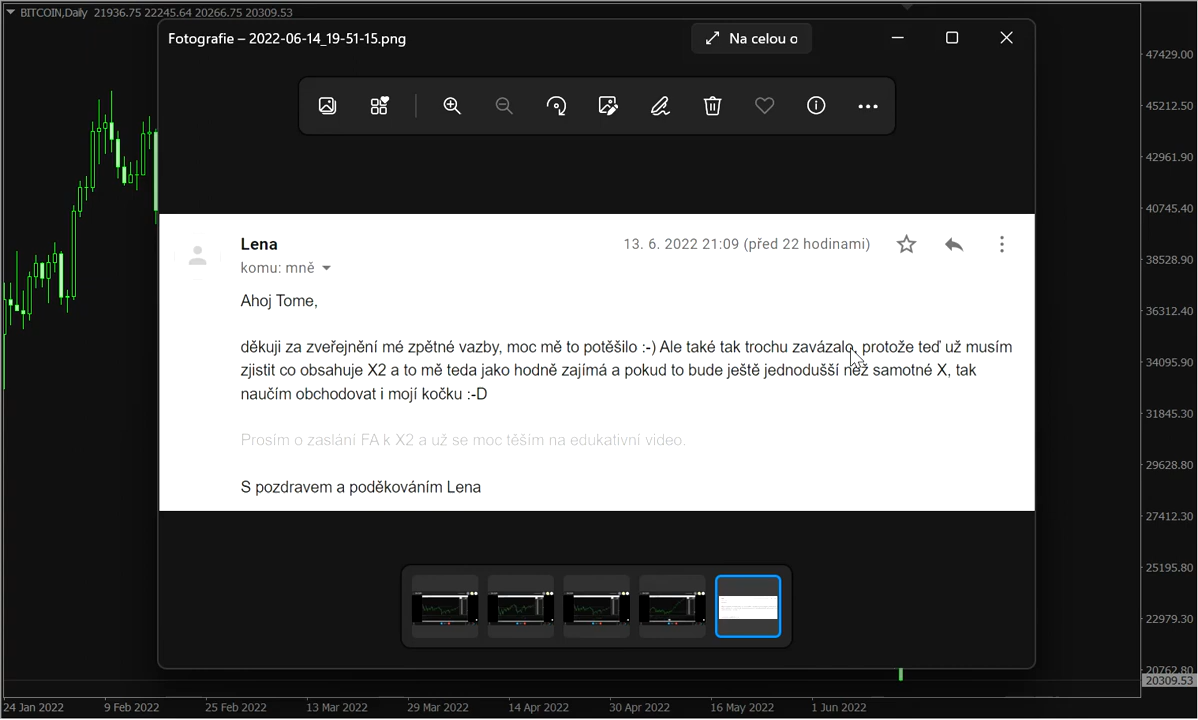 BITCOIN,Daily 21936.75 22245.64 20266.75 20309.53
Fotografie – 2022-06-14_19-51-15.png
Na celou o
Lena
13. 6. 2022 21:09 (před 22 hodinami)
komu: mně
Ahoj Tome,
děkuji za zveřejnění mé zpětné vazby, moc mě to potěšilo :-) Ale také tak trochu zavázalo, protože teď už musím
zjistit co obsahuje X2 a to mě teda jako hodně zajímá a pokud to bude ještě jednodušší než samotné X, tak
naučím obchodovat i mojí kočku :-D
Prosím o zaslání FA k X2 a už se moc těším na edukativní video.
S pozdravem a poděkováním Lena
47429.00
45212.50
42961.90
40745.40
38528.90
36312.40
34095.90
31845.30
29628.80
27412.30
25195.80
22979.30
20762.80
20309.53
24 Jan 2022 9 Feb 2022 25 Feb 2022 13 Mar 2022 29 Mar 2022 14 Apr 2022 30 Apr 2022 16 May 2022 1 Jun 2022